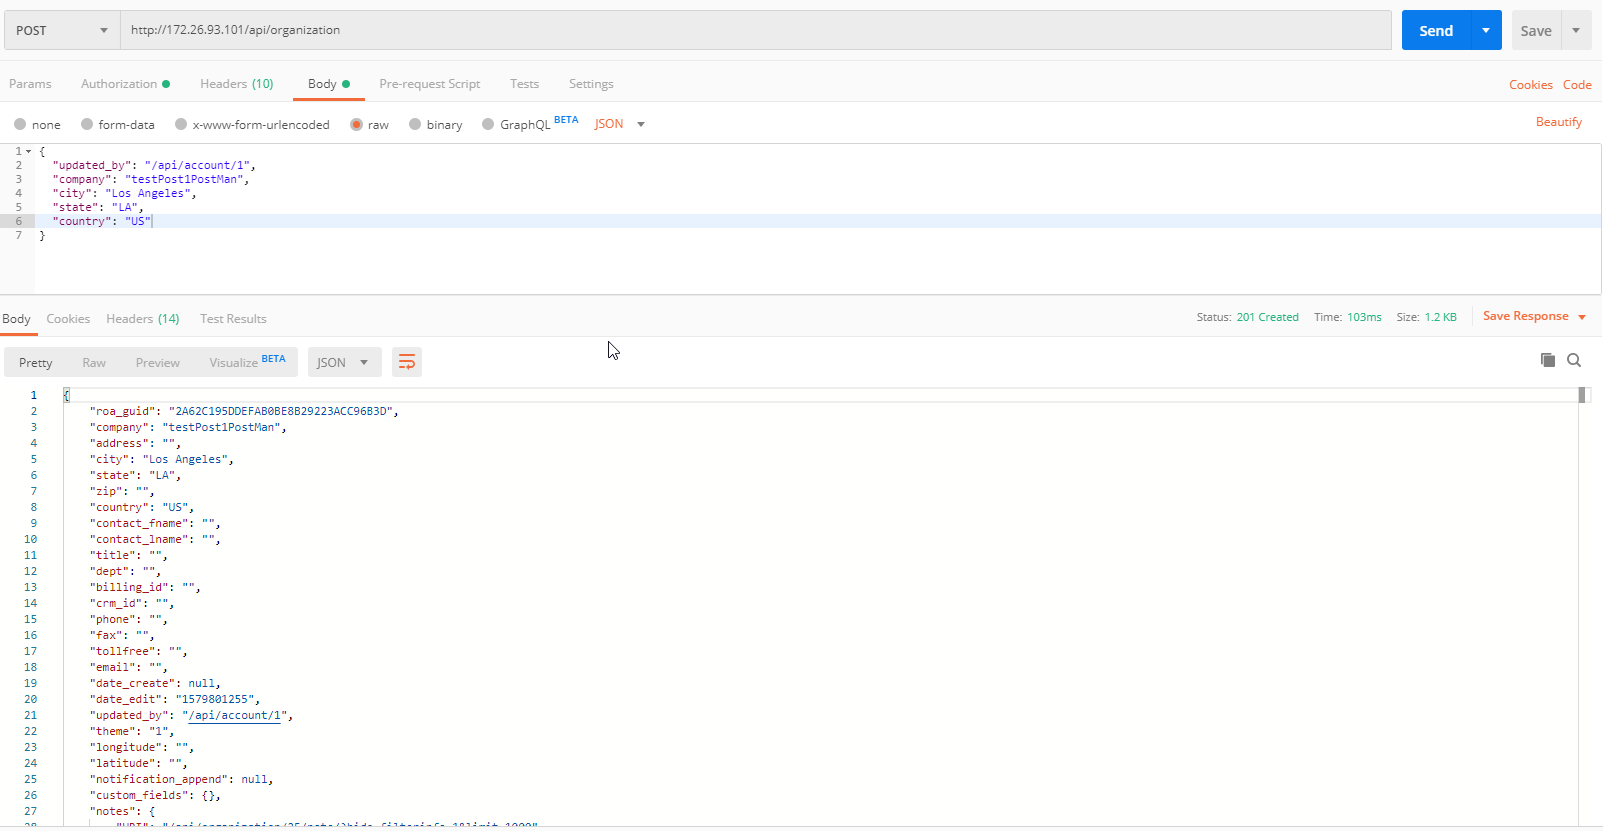 POST http://172.26.93.101/api/organization Send Save
Params Authorization Headers (10) Body Pre-request Script Tests Settings Cookies Code
none form-data x-www-form-urlencoded raw binary GraphQL BETA JSON Beautify
1 {
2 "updated_by": "/api/account/1",
3 "company": "testPost1PostMan",
4 "city": "Los Angeles",
5 "state": "LA",
6 "country": "US"
7 }
Body Cookies Headers (14) Test Results Status: 201 Created Time: 103ms Size: 1.2 KB Save Response
Pretty Raw Preview Visualize BETA JSON
1 {
2 "roa_guid": "2A62C195DDEFAB0BE8B29223ACC96B3D",
3 "company": "testPost1PostMan",
4 "address": "",
5 "city": "Los Angeles",
6 "state": "LA",
7 "zip": "",
8 "country": "US",
9 "contact_fname": "",
10 "contact_lname": "",
11 "title": "",
12 "dept": "",
13 "billing_id": "",
14 "crm_id": "",
15 "phone": "",
16 "fax": "",
17 "tollfree": "",
18 "email": "",
19 "date_create": null,
20 "date_edit": "1579801255",
21 "updated_by": "/api/account/1",
22 "theme": "1",
23 "longitude": "",
24 "latitude": "",
25 "notification_append": null,
26 "custom_fields": {},
27 "notes": {